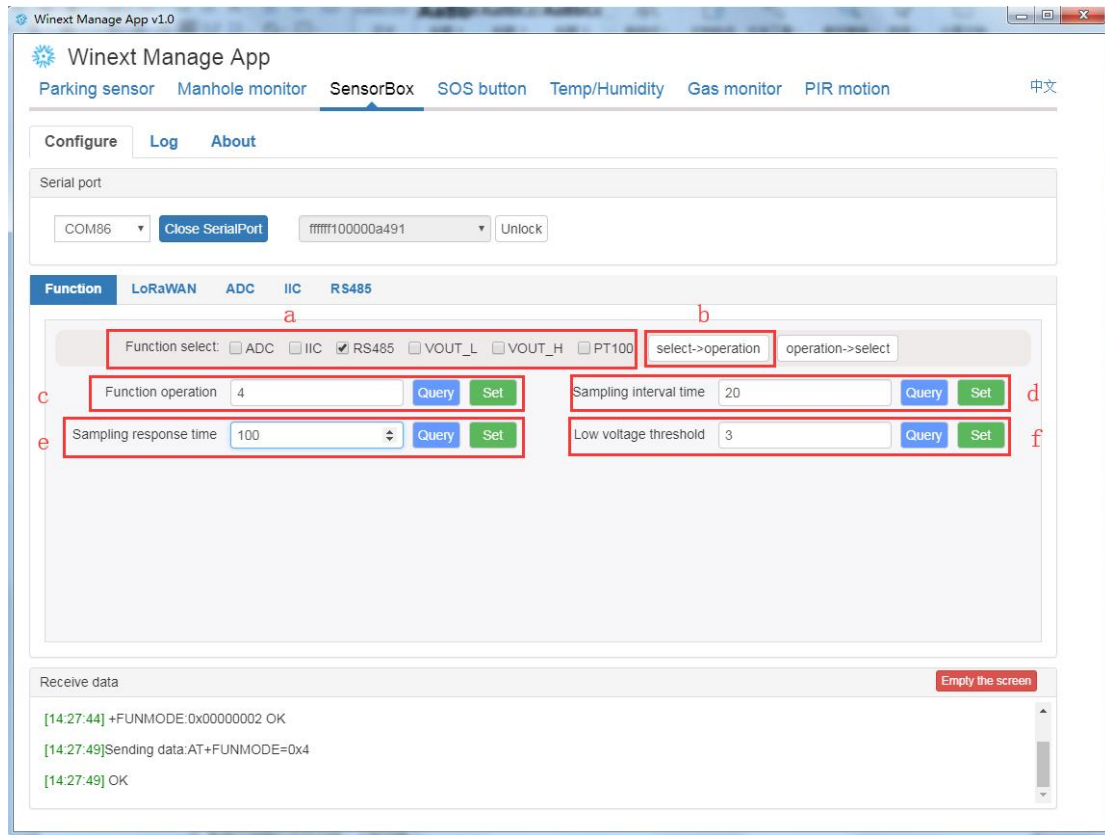 Winext Manage App v1.0
Winext Manage App
Parking sensor Manhole monitor SensorBox SOS button Temp/Humidity Gas monitor PIR motion 中文
Configure Log About
Serial port
COM86 Close SerialPort ffffff100000a491 Unlock
Function LoRaWAN ADC IIC RS485
a b
Function select: ADC IIC RS485 VOUT_L VOUT_H PT100 select->operation operation->select
c Function operation 4 Query Set Sampling interval time 20 Query Set d
e Sampling response time 100 Query Set Low voltage threshold 3 Query Set f
Receive data Empty the screen
[14:27:44] +FUNMODE:0x00000002 OK
[14:27:49]Sending data:AT+FUNMODE=0x4
[14:27:49] OK